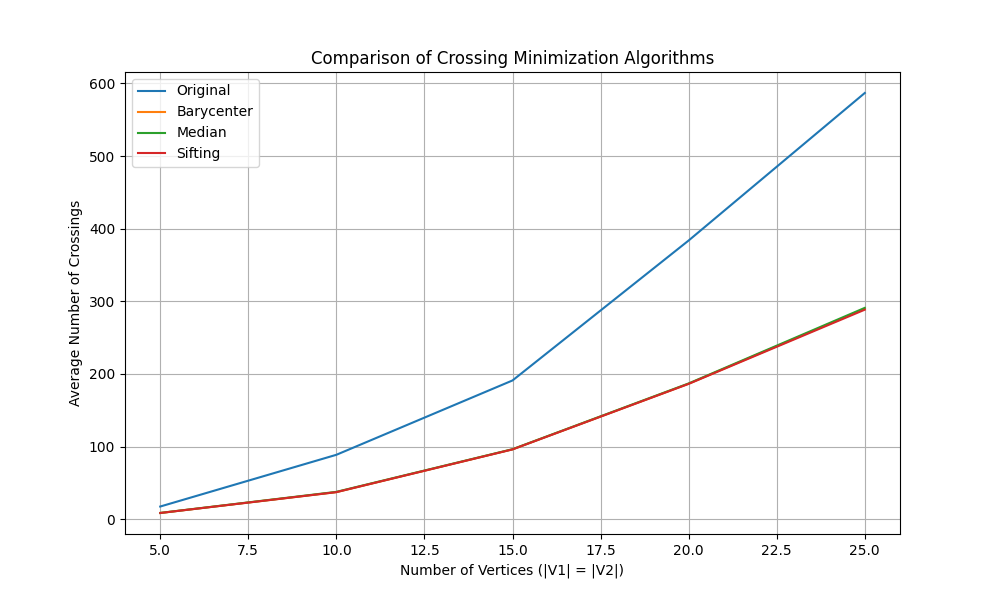 Comparison of Crossing Minimization Algorithms
600
500
400
300
200
100
0
Average Number of Crossings
Original
Barycenter
Median
Sifting
5.0 7.5 10.0 12.5 15.0 17.5 20.0 22.5 25.0
Number of Vertices (|V1| = |V2|)